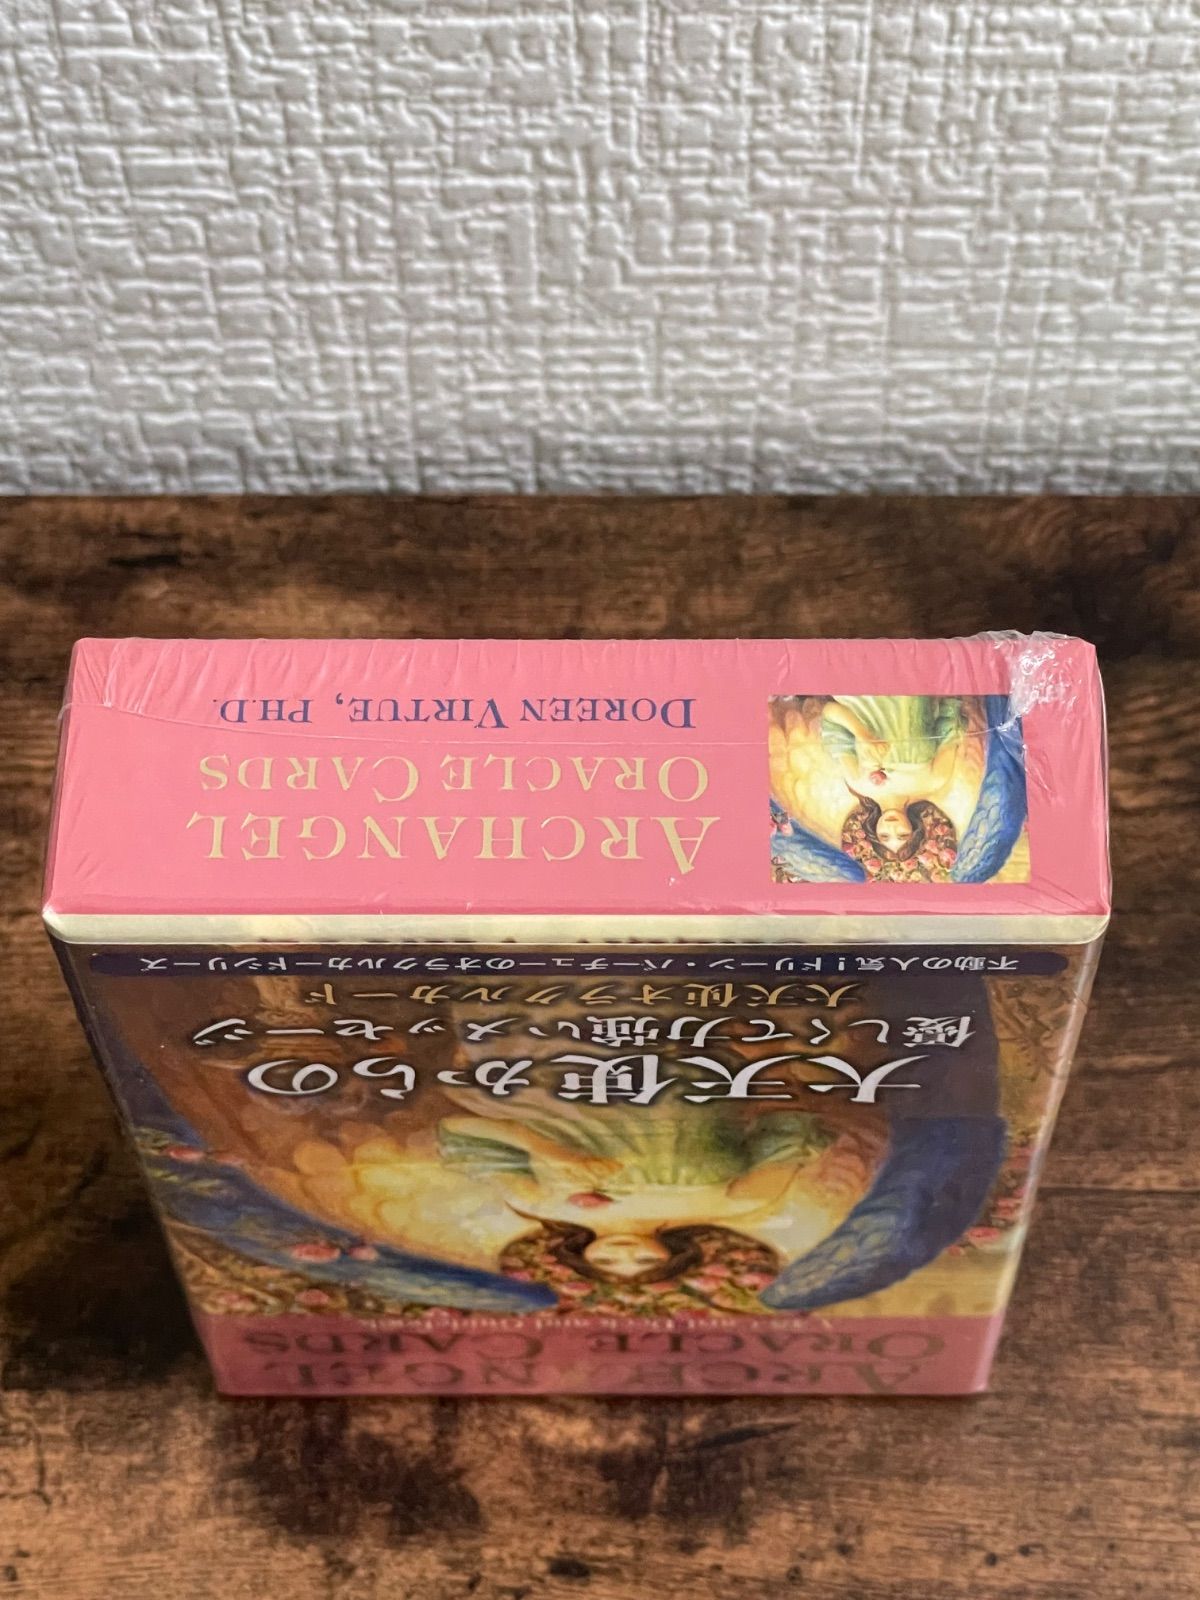 ARCHANGEL
ORACLE CARDS
DOREEN VIRTUE, PH.D.
ORACLE CARDS
大天使からの
優しくて力強いメッセージ
大天使オラクルカード
不動の人気!ドリーン・バーチューのオラクルカードシリーズ